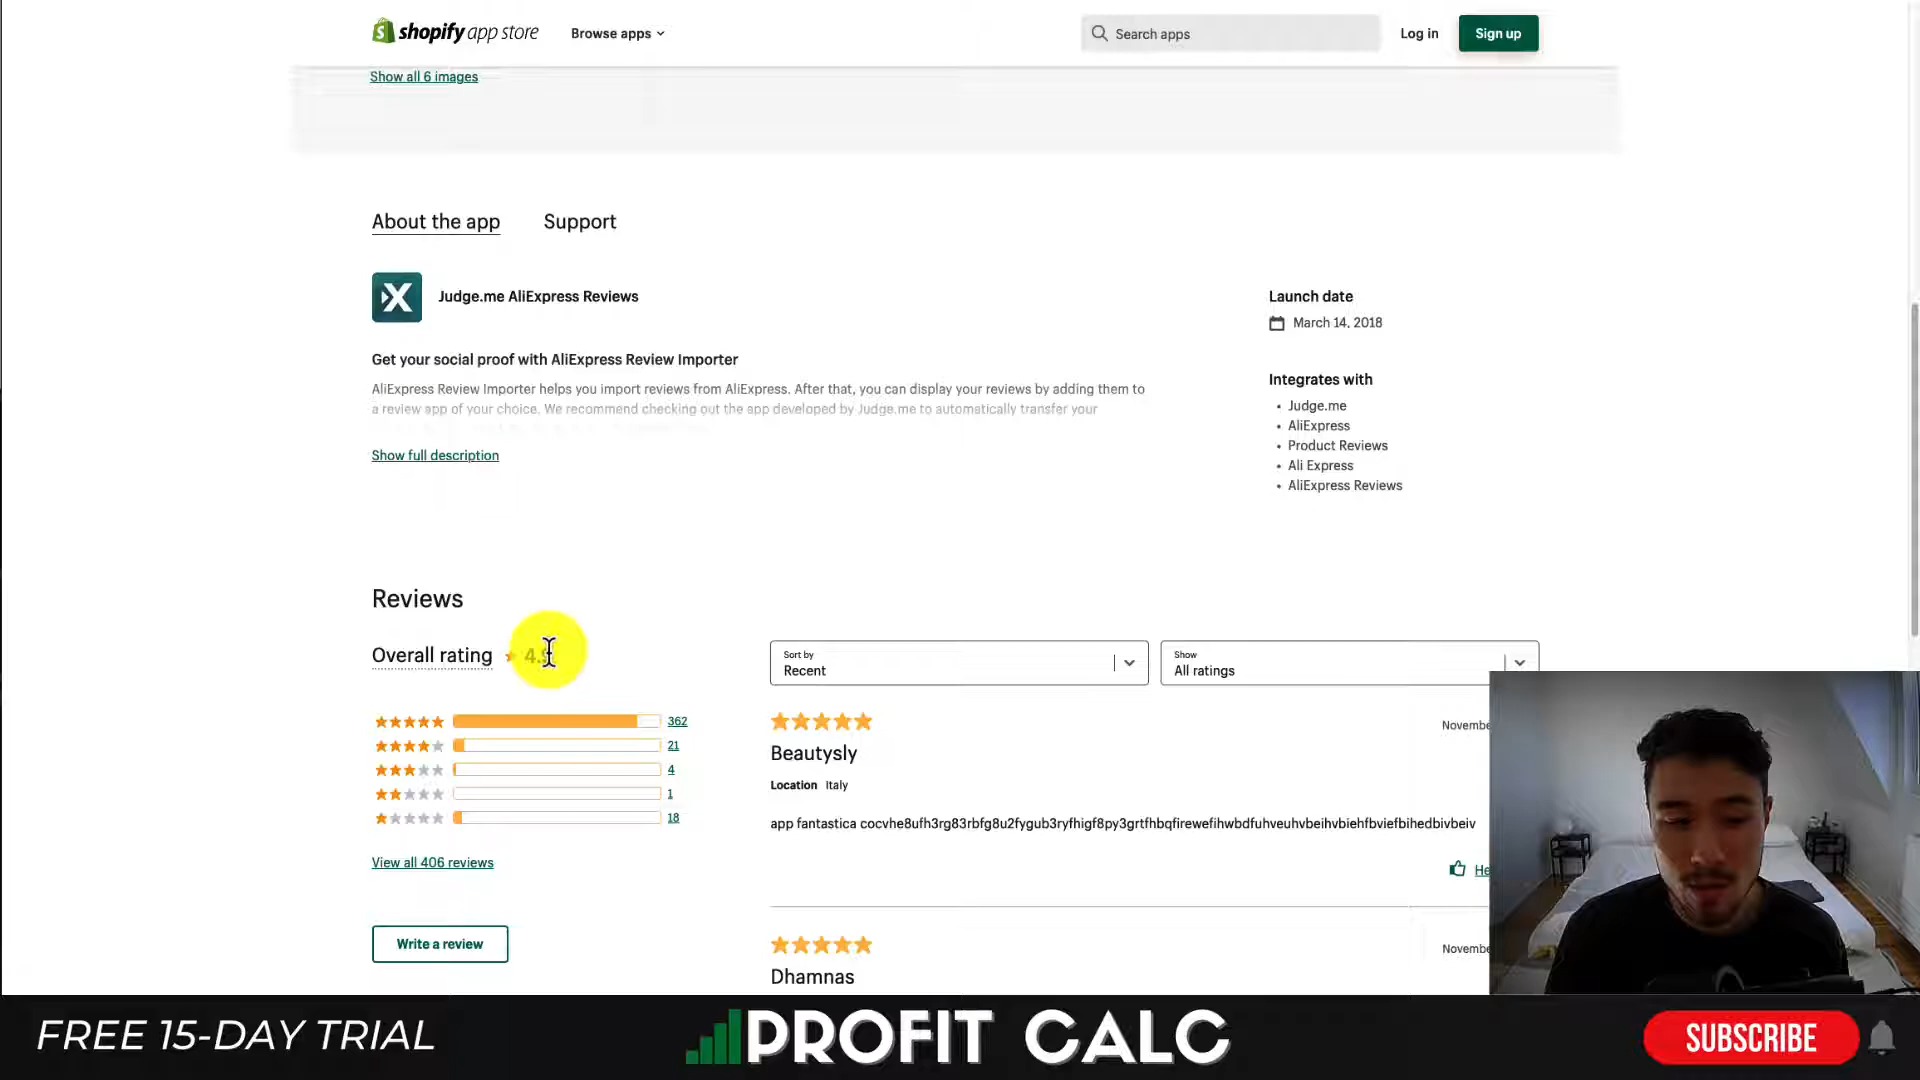 shopify app store
Browse apps
Search apps
Log in
Sign up
Show all 6 images
About the app
Support
Judge.me AliExpress Reviews
Get your social proof with AliExpress Review Importer
AliExpress Review Importer helps you import reviews from AliExpress. After that, you can display your reviews by adding them to
a review app of your choice. We recommend checking out the app developed by Judge.me to automatically transfer your
Show full description
Launch date
March 14, 2018
Integrates with
• Judge.me
• AliExpress
• Product Reviews
• Ali Express
• AliExpress Reviews
Reviews
Overall rating
362
21
4
1
18
View all 406 reviews
Write a review
Sort by
Recent
Show
All ratings
Beautysly
Location Italy
app fantastica cocvhe8ufh3rg83rbfg8u2fygub3ryfhigf8py3grtfhbqfirewefihwbdfuhveuhvbeihvbiehfbviefbihedbivbeiv
Dhamnas
FREE 15-DAY TRIAL
PROFIT CALC
SUBSCRIBE